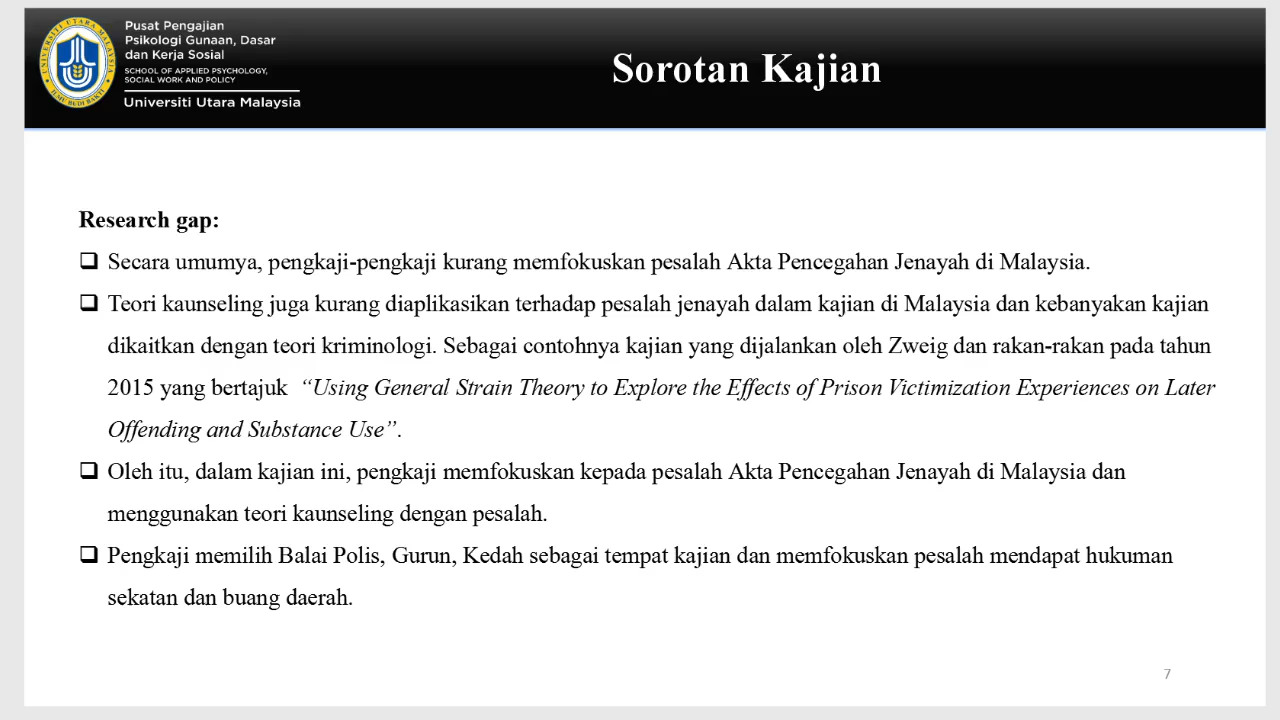 Pusat Pengajian
Psikologi Gunaan, Dasar
dan Kerja Sosial
SCHOOL OF APPLIED PSYCHOLOGY,
SOCIAL WORK AND POLICY
Universiti Utara Malaysia
UNIVERSITI UTARA MALAYSIA
ILMU BUDI BAKTI
Sorotan Kajian
Research gap:
❑ Secara umumya, pengkaji-pengkaji kurang memfokuskan pesalah Akta Pencegahan Jenayah di Malaysia.
❑ Teori kaunseling juga kurang diaplikasikan terhadap pesalah jenayah dalam kajian di Malaysia dan kebanyakan kajian
dikaitkan dengan teori kriminologi. Sebagai contohnya kajian yang dijalankan oleh Zweig dan rakan-rakan pada tahun
2015 yang bertajuk “Using General Strain Theory to Explore the Effects of Prison Victimization Experiences on Later
Offending and Substance Use”.
❑ Oleh itu, dalam kajian ini, pengkaji memfokuskan kepada pesalah Akta Pencegahan Jenayah di Malaysia dan
menggunakan teori kaunseling dengan pesalah.
❑ Pengkaji memilih Balai Polis, Gurun, Kedah sebagai tempat kajian dan memfokuskan pesalah mendapat hukuman
sekatan dan buang daerah.
7